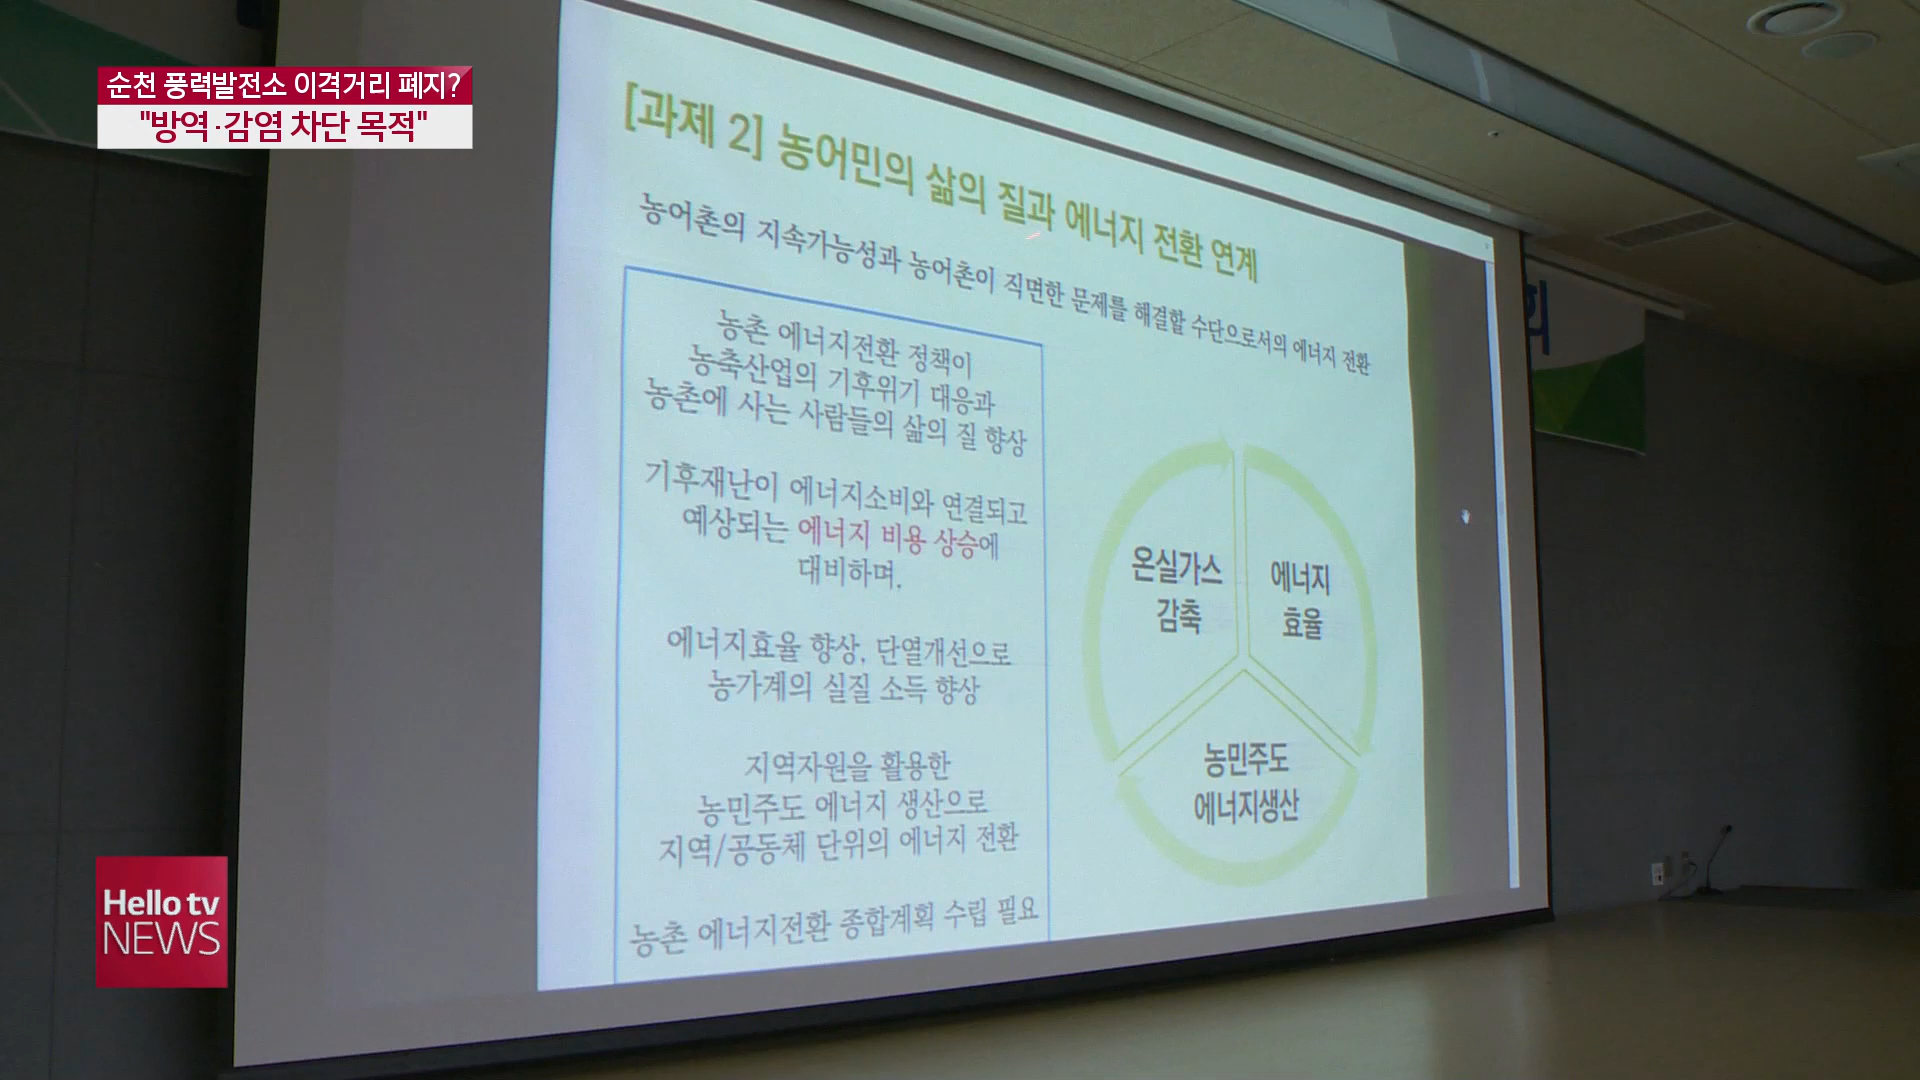 순천 풍력발전소 이격거리 폐지?
"방역·감염 차단 목적"
[과제 2] 농어민의 삶의 질과 에너지 전환 연계
농어촌의 지속가능성과 농어촌이 직면한 문제를 해결할 수단으로서의 에너지 전환
농촌 에너지전환 정책이
농축산업의 기후위기 대응과
농촌에 사는 사람들의 삶의 질 향상
기후재난이 에너지소비와 연결되고
예상되는 에너지 비용 상승에
대비하며,
에너지효율 향상, 단열개선으로
농가계의 실질 소득 향상
지역자원을 활용한
농민주도 에너지 생산으로
지역/공동체 단위의 에너지 전환
농촌 에너지전환 종합계획 수립 필요
온실가스
감축
에너지
효율
농민주도
에너지생산
회
Hello tv
NEWS